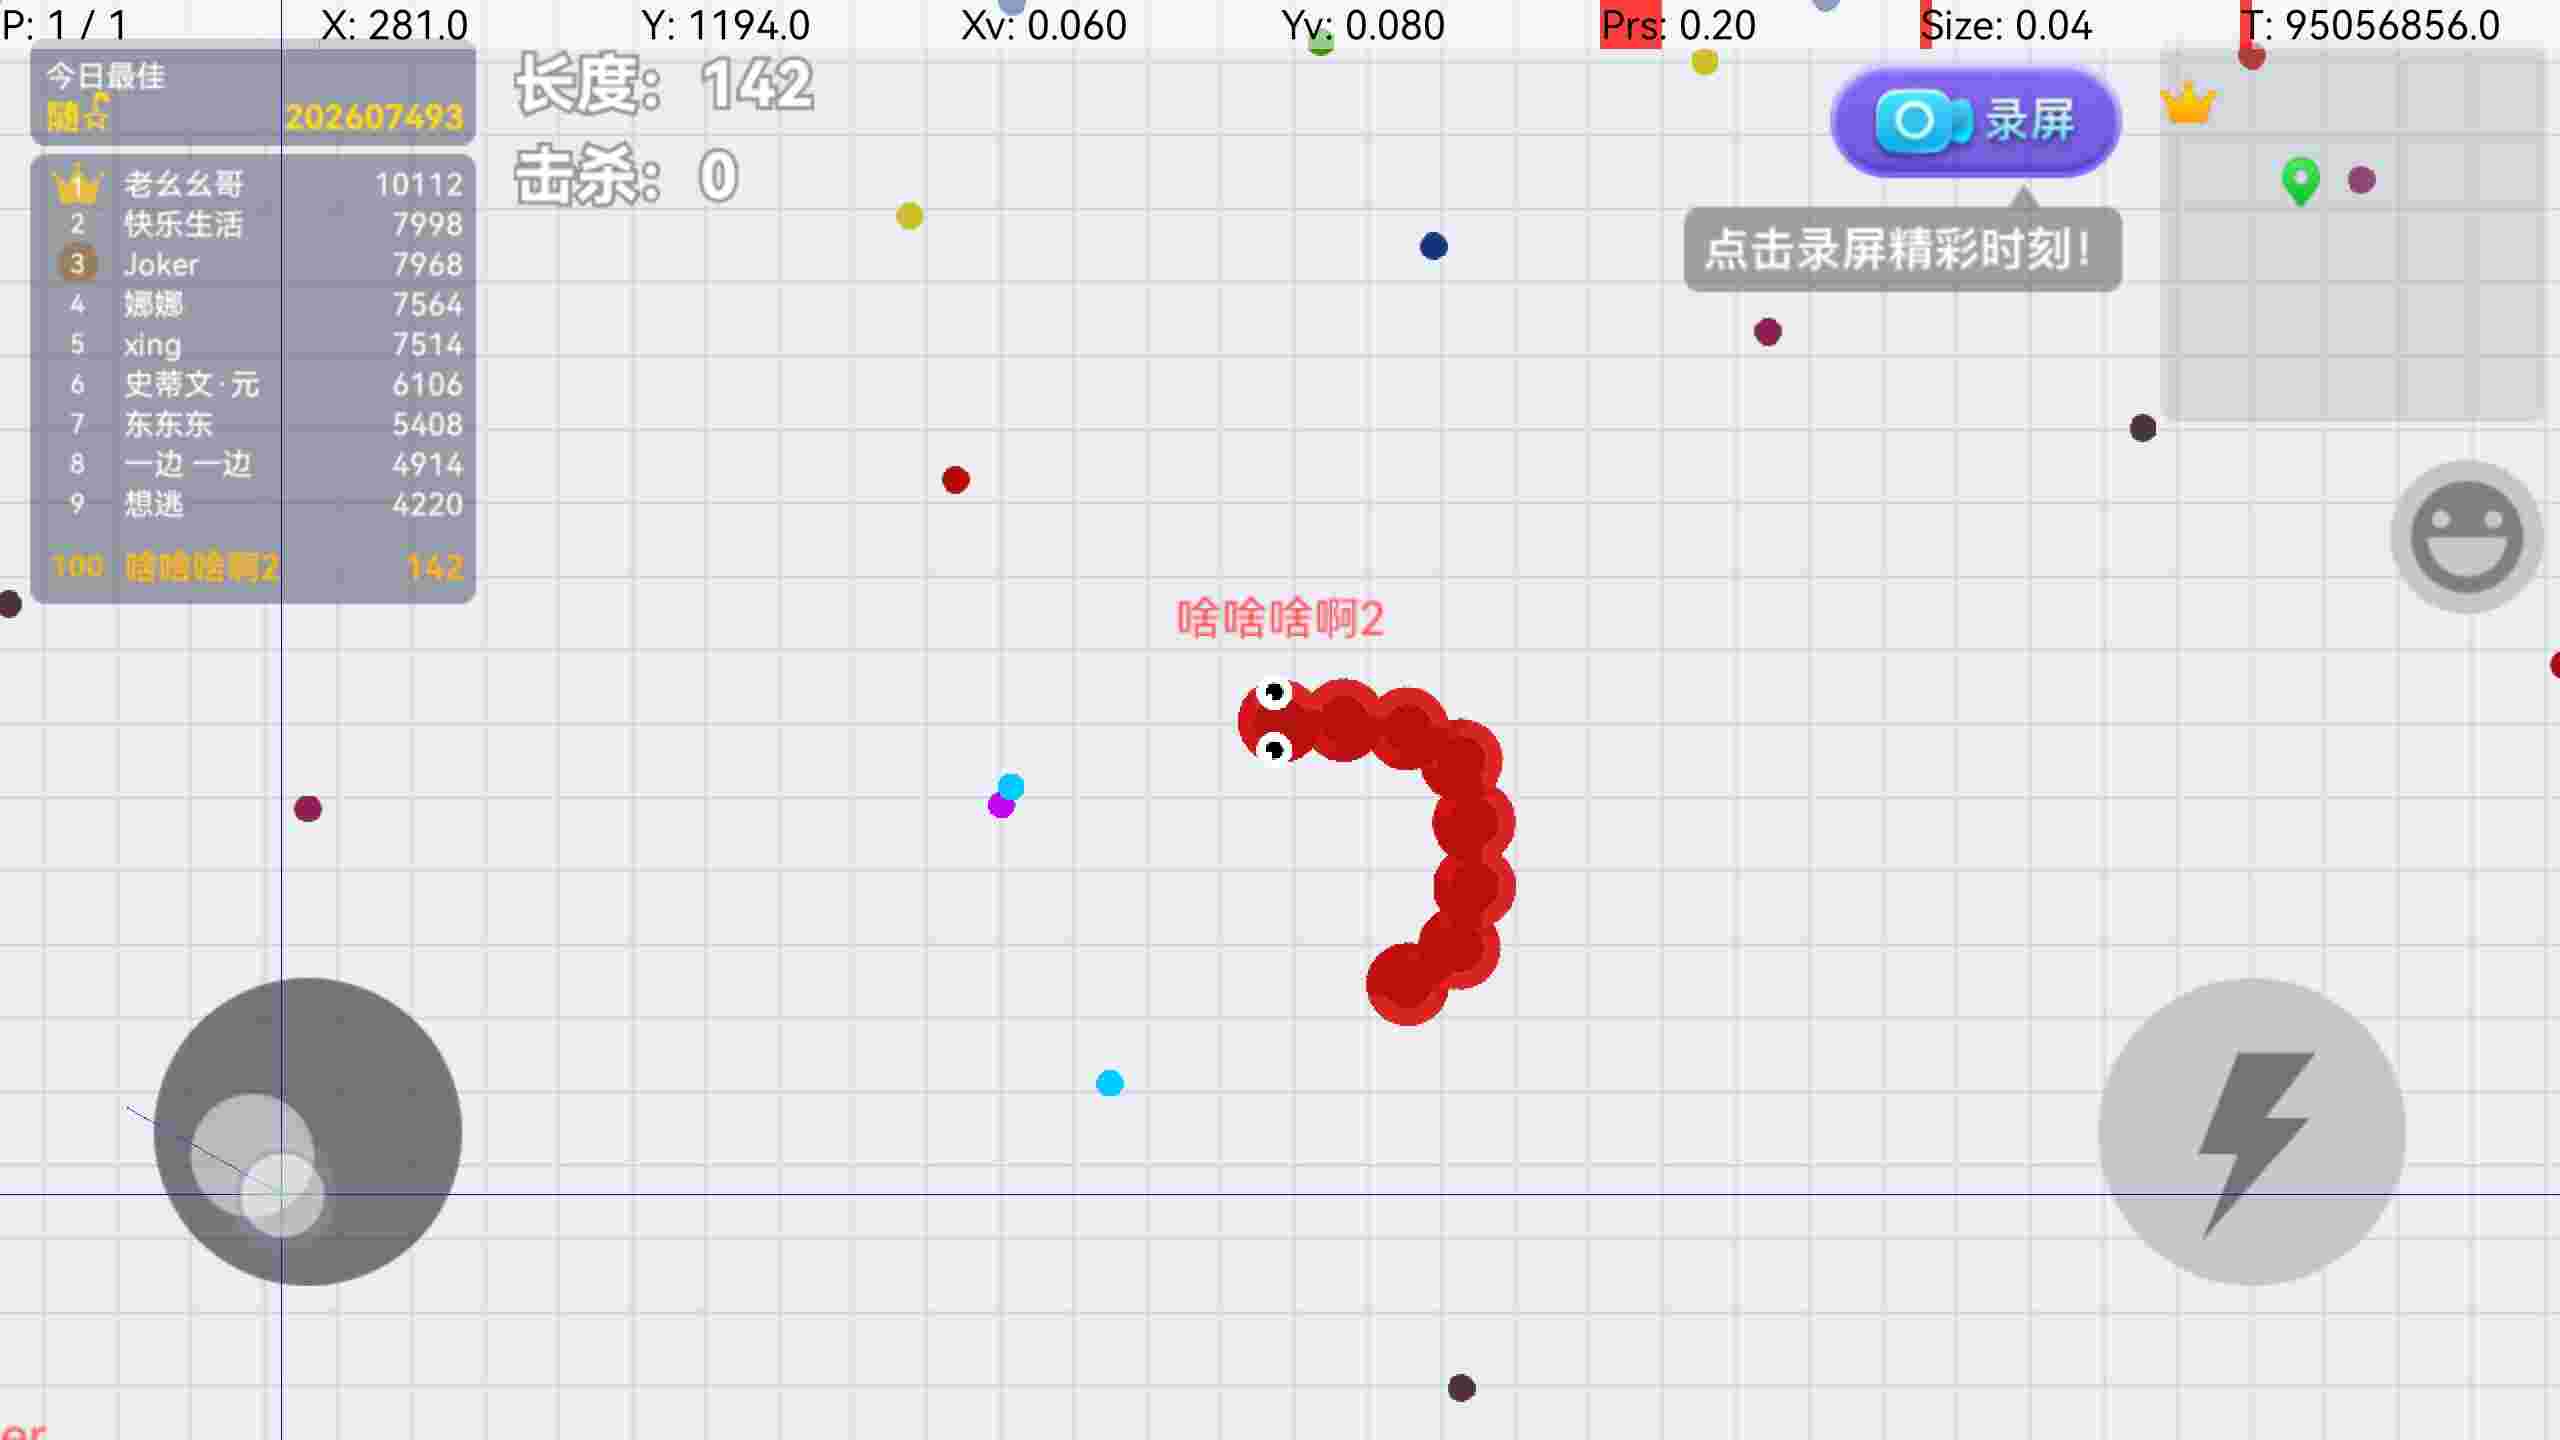 P: 1 / 1 X: 281.0 Y: 1194.0 Xv: 0.060 Yv: 0.080 Prs: 0.20 Size: 0.04 T: 95056856.0
今日最佳
随 202607493
1 老幺幺哥 10112
2 快乐生活 7998
3 Joker 7968
4 娜娜 7564
5 xing 7514
6 史蒂文·元 6106
7 东东东 5408
8 一边 一边 4914
9 想逃 4220
100 啥啥啥啊2 142
长度：142
击杀：0
录屏
点击录屏精彩时刻！
啥啥啥啊2
er